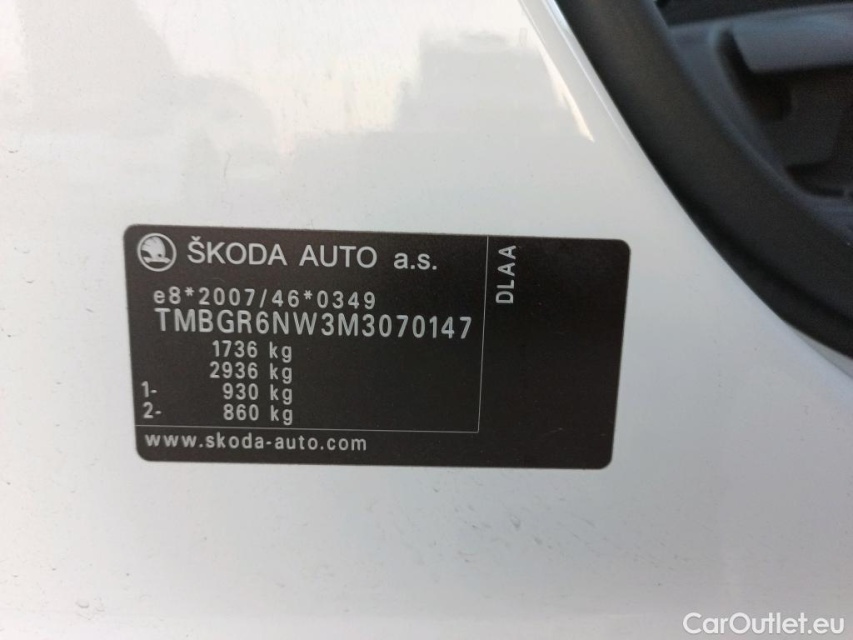 ŠKODA AUTO a.s.
e8*2007/46*0349
TMBGR6NW3M3070147
1736 kg
2936 kg
1- 930 kg
2- 860 kg
www.skoda-auto.com
DLAA
CarOutlet.eu